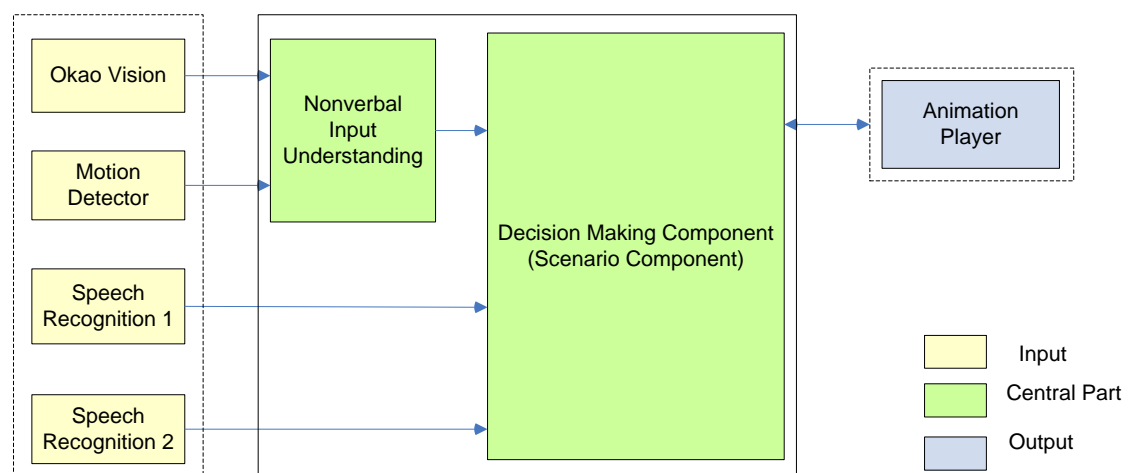 Okao Vision
Motion
Detector
Speech
Recognition 1
Speech
Recognition 2
Nonverbal
Input
Understanding
Decision Making Component
(Scenario Component)
Animation
Player
Input
Central Part
Output